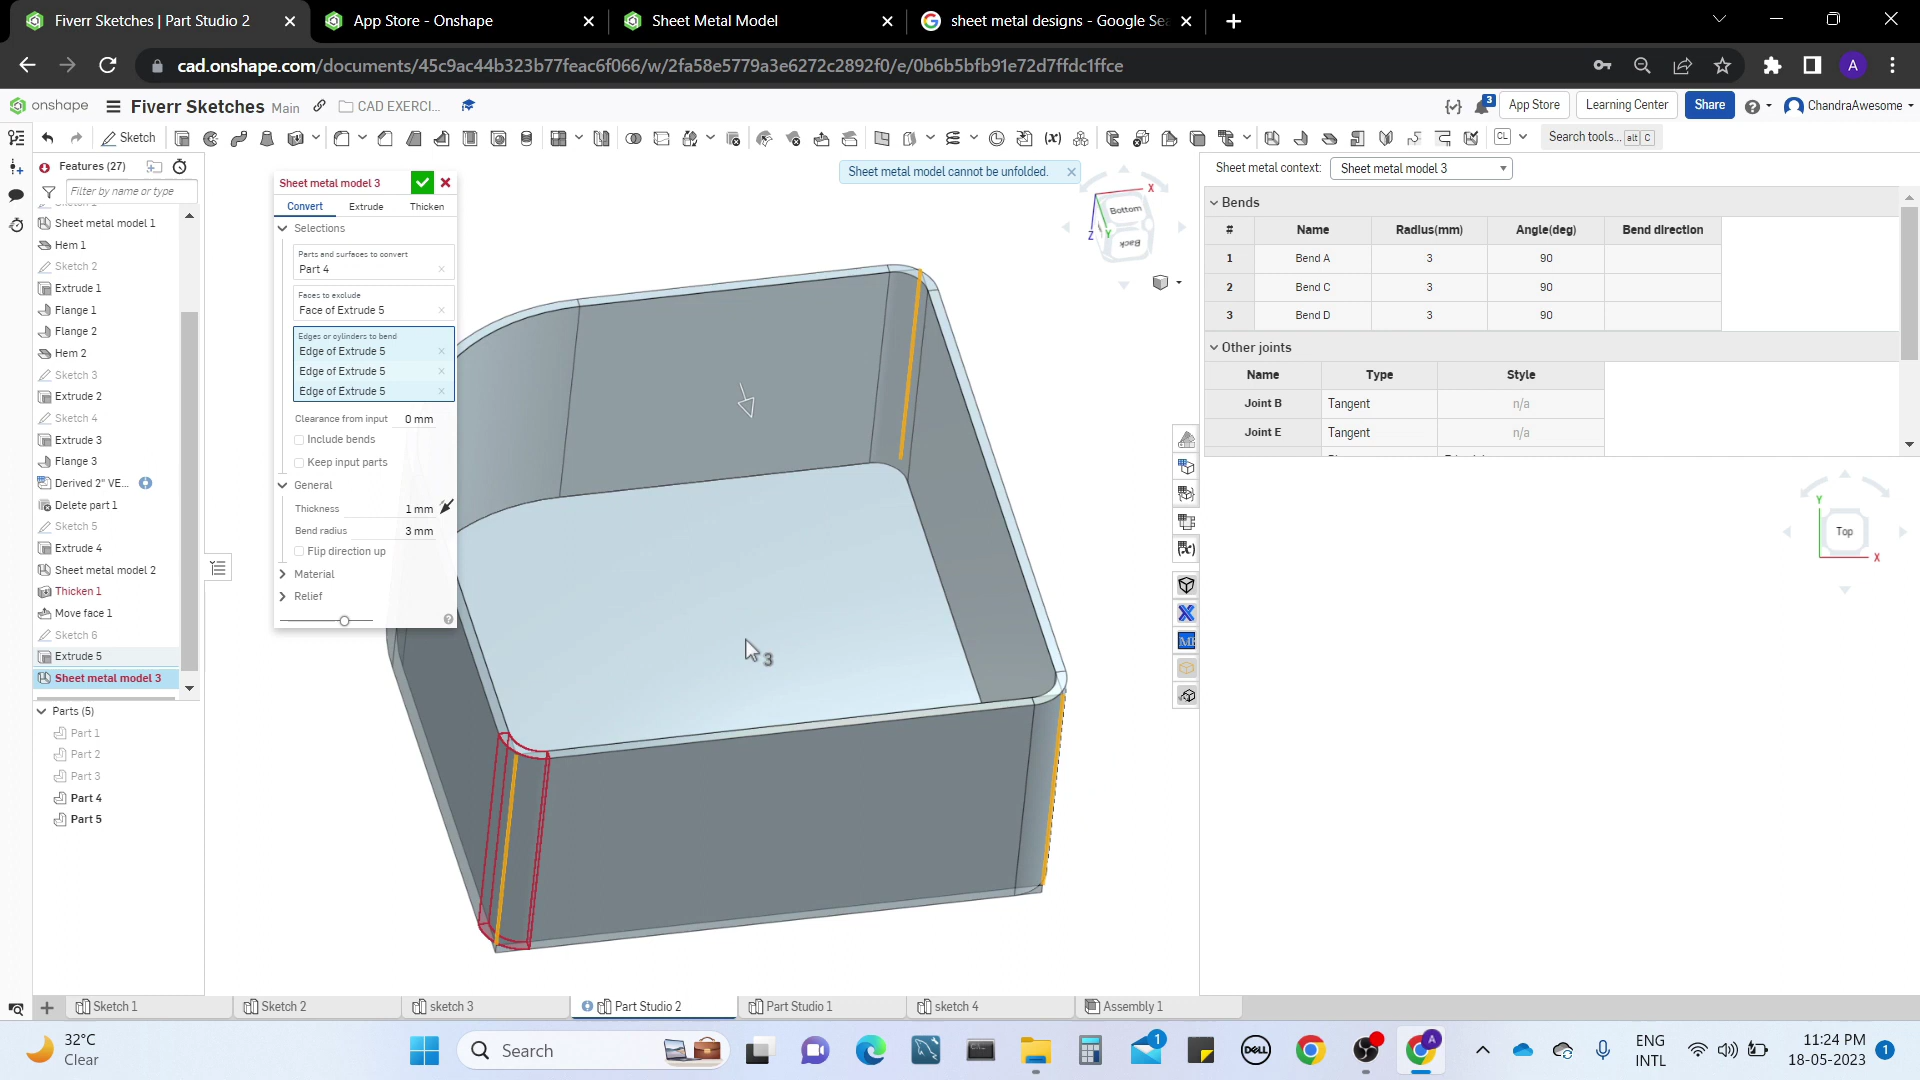 Fiverr Sketches | Part Studio 2
App Store - Onshape
Sheet Metal Model
sheet metal designs - Google Sea
cad.onshape.com/documents/45c9ac44b323b77feac6f066/w/2fa58e5779a3e6272c2892f0/e/0b6b5bfb91e72d7ffdc1ffce
A
onshape
Fiverr Sketches Main
CAD EXERCI...
3
App Store
Learning Center
Share
ChandraAwesome
Sketch
CL
Search tools... alt C
Features (27)
Filter by name or type
Sheet metal model 1
Hem 1
Sketch 2
Extrude 1
Flange 1
Flange 2
Hem 2
Sketch 3
Extrude 2
Sketch 4
Extrude 3
Flange 3
Derived 2" VE...
Delete part 1
Sketch 5
Extrude 4
Sheet metal model 2
Thicken 1
Move face 1
Sketch 6
Extrude 5
Sheet metal model 3
Parts (5)
Part 1
Part 2
Part 3
Part 4
Part 5
Sheet metal model 3
Convert Extrude Thicken
Selections
Parts and surfaces to convert
Part 4
Faces to exclude
Face of Extrude 5
Edges or cylinders to bend
Edge of Extrude 5
Edge of Extrude 5
Edge of Extrude 5
Clearance from input 0 mm
Include bends
Keep input parts
General
Thickness 1 mm
Bend radius 3 mm
Flip direction up
Material
Relief
Sheet metal model cannot be unfolded.
X
Bottom
Z
Y
Back
3
Sheet metal context: Sheet metal model 3
Bends
# Name Radius(mm) Angle(deg) Bend direction
1 Bend A 3 90
2 Bend C 3 90
3 Bend D 3 90
Other joints
Name Type Style
Joint B Tangent n/a
Joint E Tangent n/a
Y
Top
X
Sketch 1
Sketch 2
sketch 3
Part Studio 2
Part Studio 1
sketch 4
Assembly 1
32°C
Clear
Search
DELL
1
A
ENG
INTL
11:24 PM
18-05-2023
1